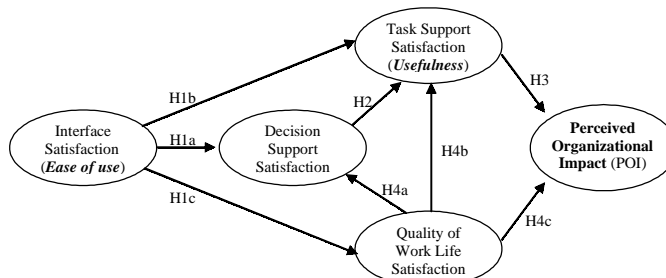 Task Support
Satisfaction
(Usefulness)
H1b
H2
H3
Interface
Satisfaction
(Ease of use)
H1a
Decision
Support
Satisfaction
H4b
Perceived
Organizational
Impact (POI)
H1c
H4a
Quality of
Work Life
Satisfaction
H4c